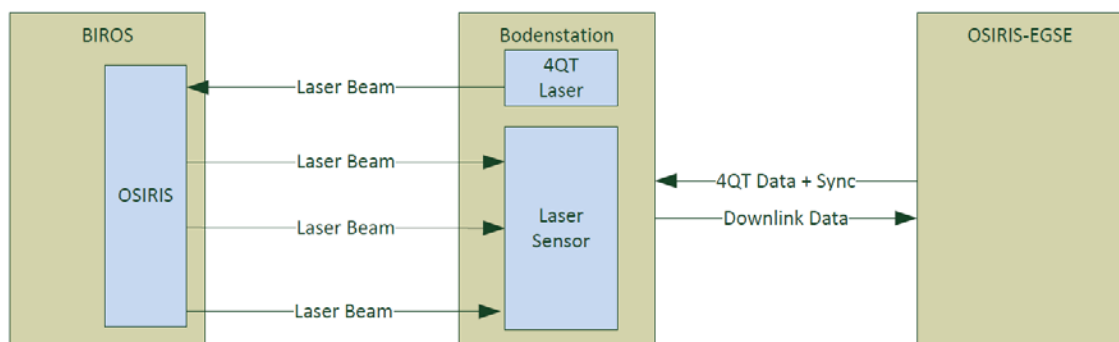 BIROS
Bodenstation
OSIRIS-EGSE
4QT
Laser
Laser Beam
Laser Beam
4QT Data + Sync
OSIRIS
Laser Beam
Laser
Sensor
Downlink Data
Laser Beam